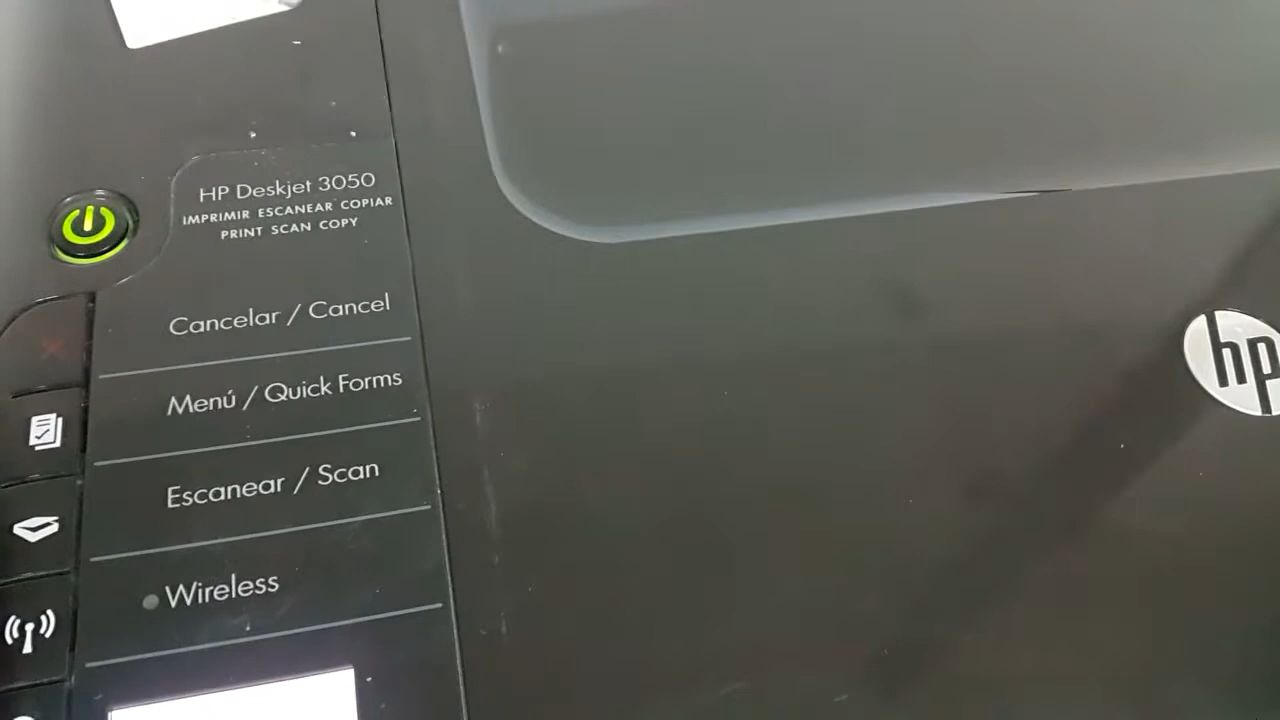 HP Deskjet 3050
IMPRIMIR ESCANEAR COPIAR
PRINT SCAN COPY
Cancelar / Cancel
Menú / Quick Forms
Escanear / Scan
Wireless
hp